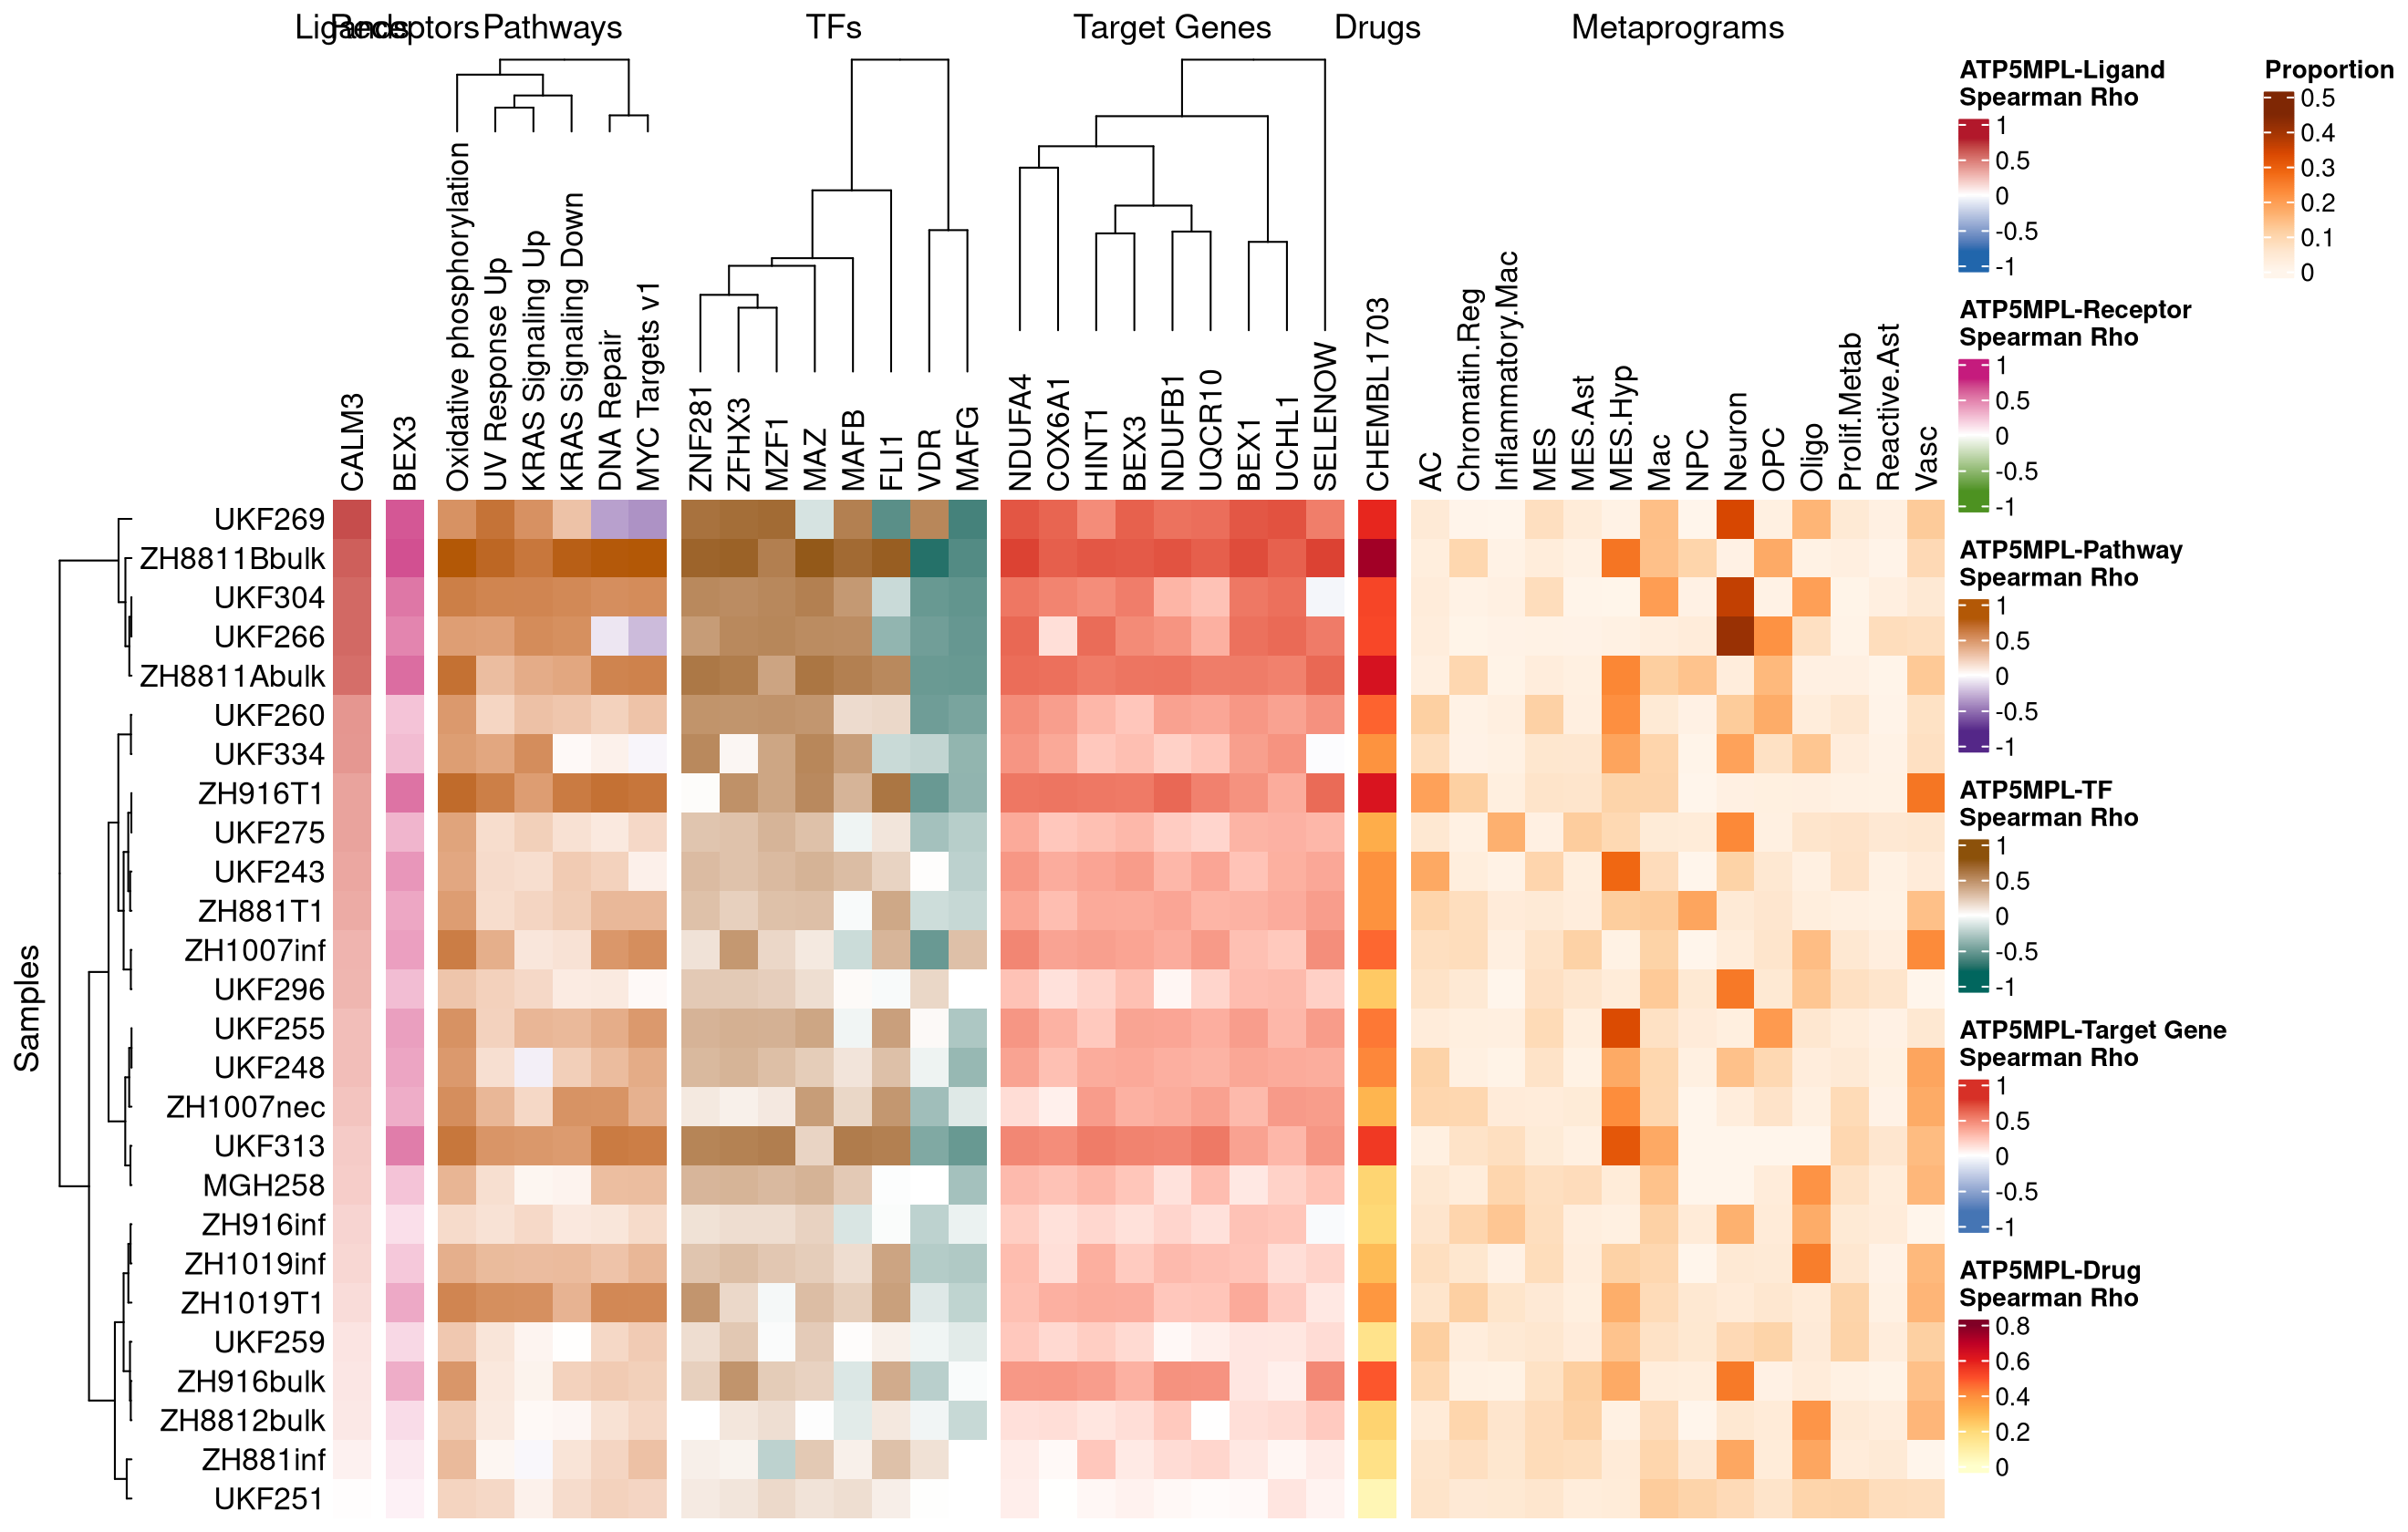 Ligands Receptors Pathways TFs Target Genes Drugs Metaprograms
CALM3
BEX3
Oxidative phosphorylation
UV Response Up
KRAS Signaling Up
KRAS Signaling Down
DNA Repair
MYC Targets v1
ZNF281
ZFHX3
MZF1
MAZ
MAFB
FLI1
VDR
MAFG
NDUFA4
COX6A1
HINT1
BEX3
NDUFB1
UQCR10
BEX1
UCHL1
SELENOW
CHEMBL1703
AC
Chromatin.Reg
Inflammatory.Mac
MES
MES.Ast
MES.Hyp
Mac
NPC
Neuron
OPC
Oligo
Prolif.Metab
Reactive.Ast
Vasc
Samples
UKF269
ZH8811Bbulk
UKF304
UKF266
ZH8811Abulk
UKF260
UKF334
ZH916T1
UKF275
UKF243
ZH881T1
ZH1007inf
UKF296
UKF255
UKF248
ZH1007nec
UKF313
MGH258
ZH916inf
ZH1019inf
ZH1019T1
UKF259
ZH916bulk
ZH8812bulk
ZH881inf
UKF251
ATP5MPL-Ligand
Spearman Rho
1
0.5
0
-0.5
-1
ATP5MPL-Receptor
Spearman Rho
1
0.5
0
-0.5
-1
ATP5MPL-Pathway
Spearman Rho
1
0.5
0
-0.5
-1
ATP5MPL-TF
Spearman Rho
1
0.5
0
-0.5
-1
ATP5MPL-Target Gene
Spearman Rho
1
0.5
0
-0.5
-1
ATP5MPL-Drug
Spearman Rho
0.8
0.6
0.4
0.2
0
Proportion
0.5
0.4
0.3
0.2
0.1
0